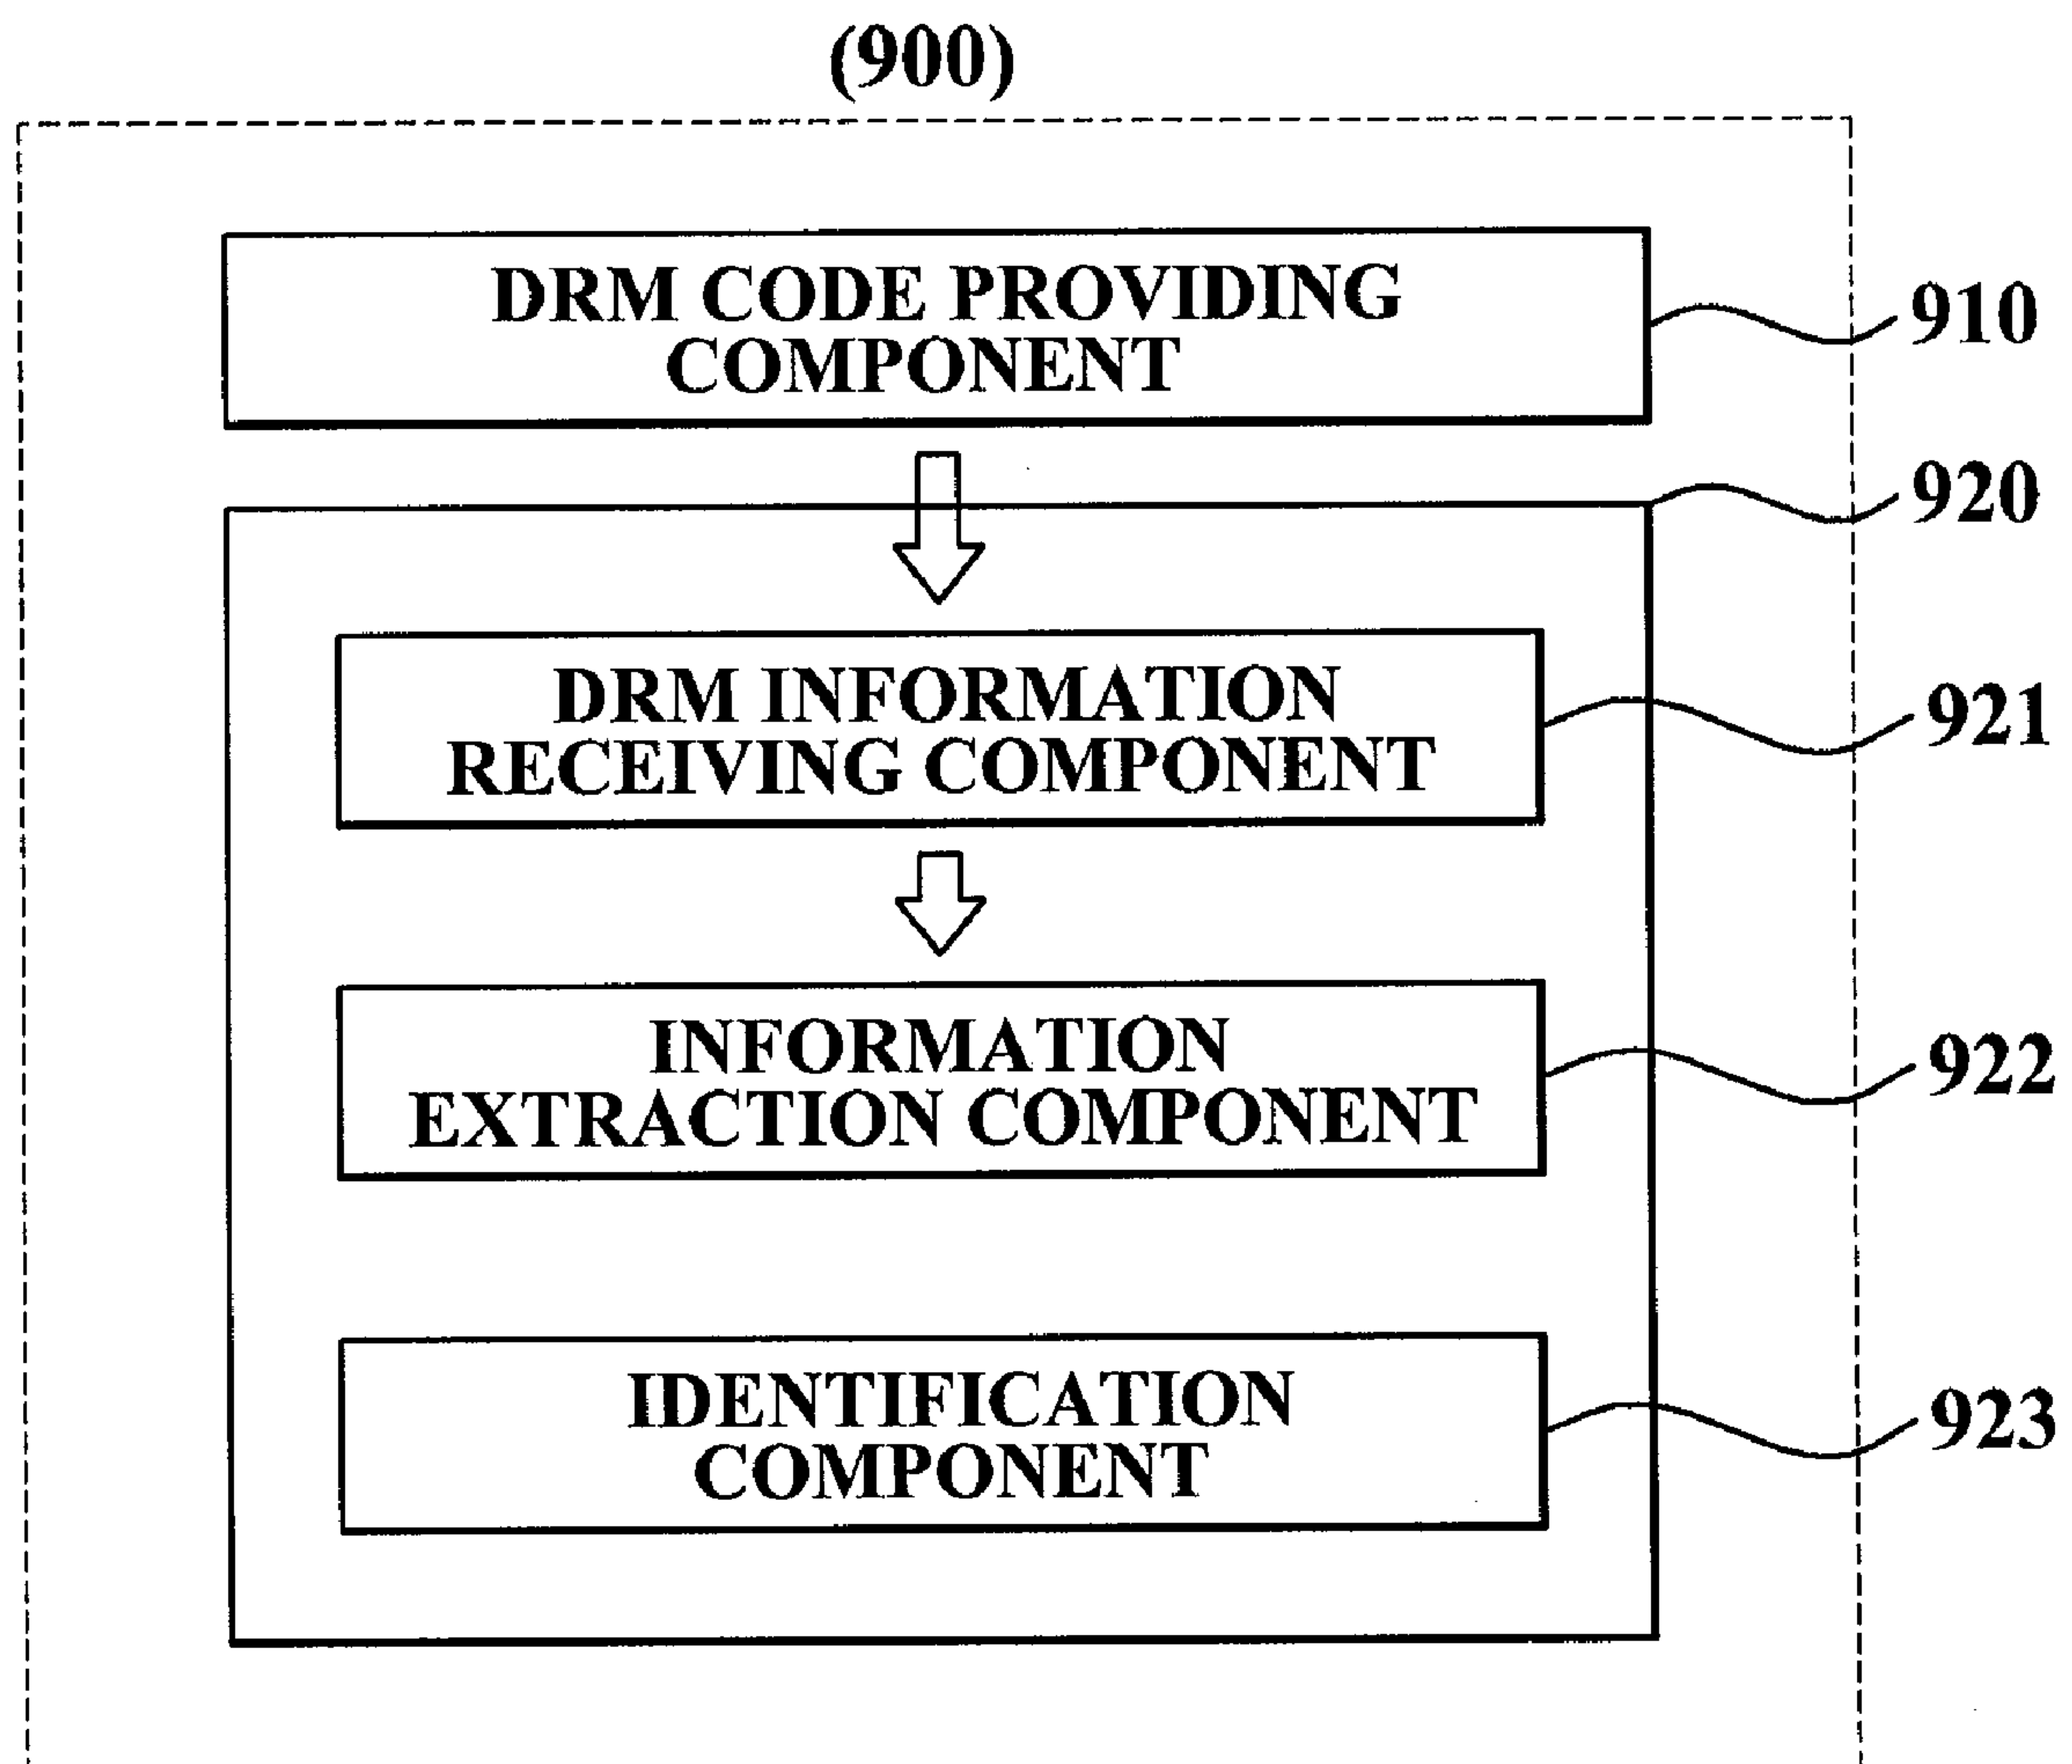 (900)
DRM CODE PROVIDING
COMPONENT
910
920
DRM INFORMATION
RECEIVING COMPONENT
921
INFORMATION
EXTRACTION COMPONENT
922
IDENTIFICATION
COMPONENT
923